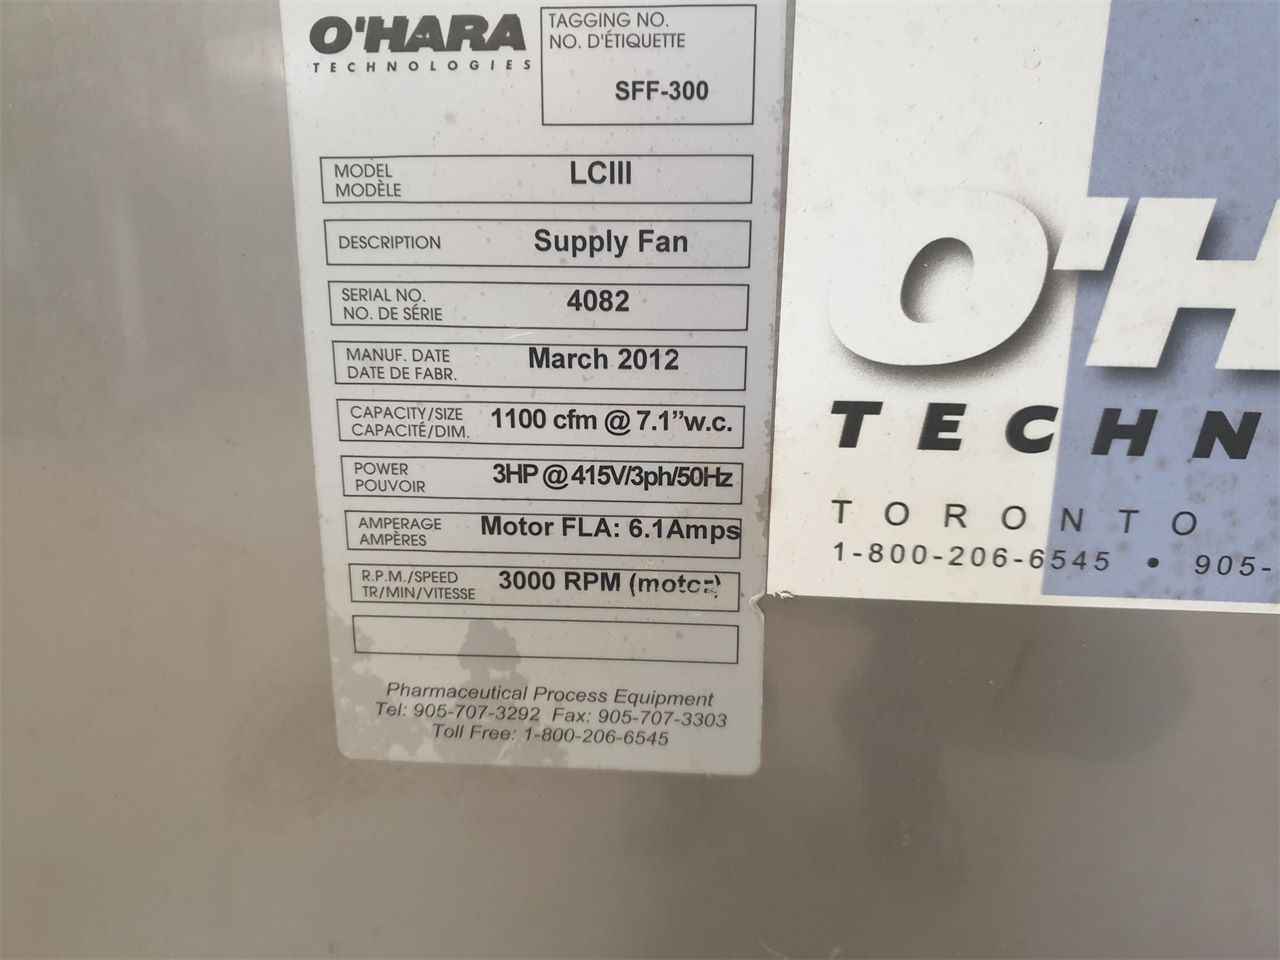 O'HARA
TECHNOLOGIES
TAGGING NO.
NO. D'ÉTIQUETTE
SFF-300
MODEL
MODÈLE
LCIII
DESCRIPTION
Supply Fan
SERIAL NO.
NO. DE SÉRIE
4082
MANUF. DATE
DATE DE FABR.
March 2012
CAPACITY/SIZE
CAPACITÉ/DIM.
1100 cfm @ 7.1"w.c.
POWER
POUVOIR
3HP @ 415V/3ph/50Hz
AMPERAGE
AMPÈRES
Motor FLA: 6.1Amps
R.P.M./SPEED
TR/MIN/VITESSE
3000 RPM (motor)
Pharmaceutical Process Equipment
Tel: 905-707-3292 Fax: 905-707-3303
Toll Free: 1-800-206-6545
O'H
TECHN
TORONTO
1-800-206-6545 • 905-